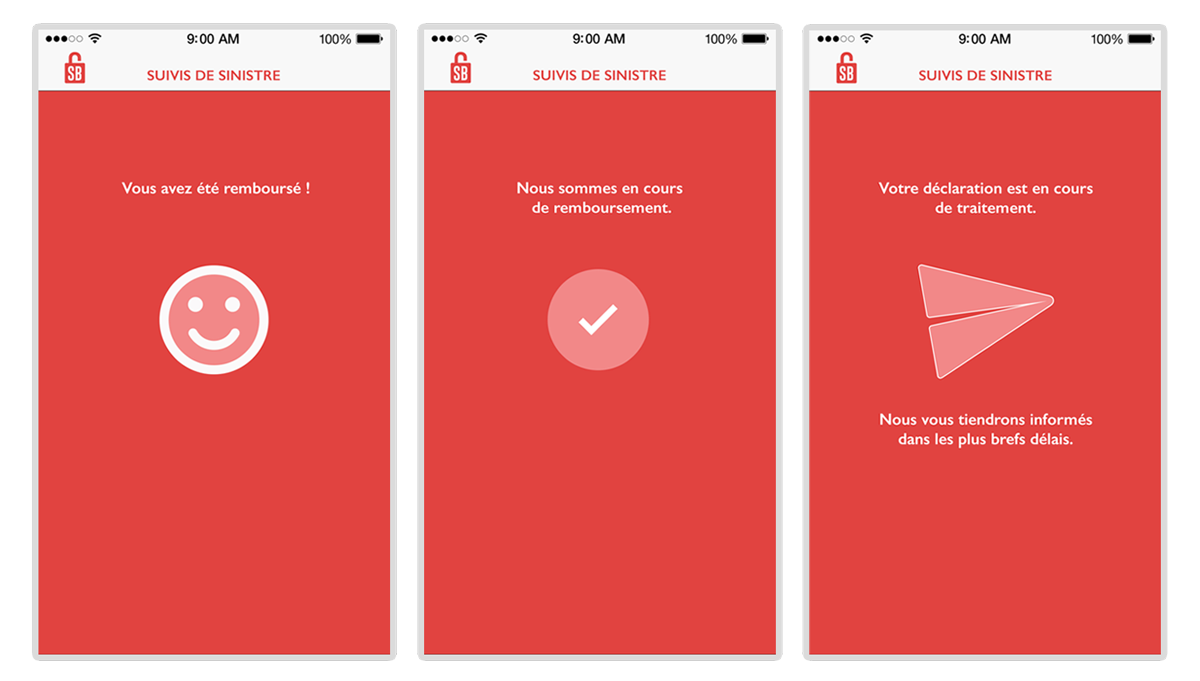 9:00 AM 100%
SB
SUIVIS DE SINISTRE
Vous avez été remboursé !
9:00 AM 100%
SB
SUIVIS DE SINISTRE
Nous sommes en cours
de remboursement.
9:00 AM 100%
SB
SUIVIS DE SINISTRE
Votre déclaration est en cours
de traitement.
Nous vous tiendrons informés
dans les plus brefs délais.